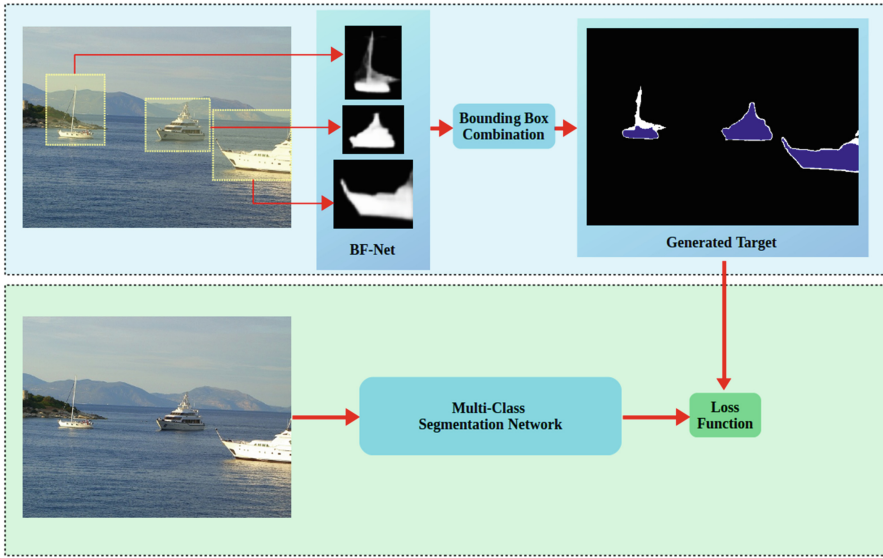 BF-Net
Bounding Box
Combination
Generated Target
Multi-Class
Segmentation Network
Loss
Function